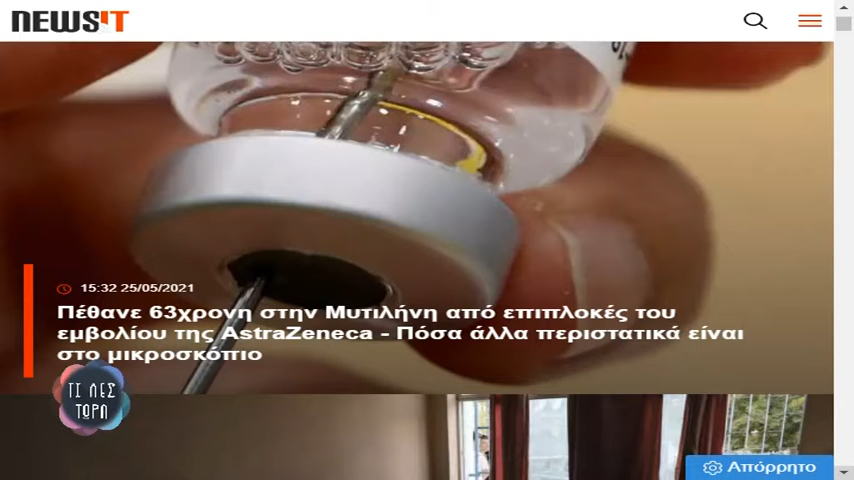 NEWSIT
15:32 25/05/2021
Πέθανε 63χρονη στην Μυτιλήνη από επιπλοκές του
εμβολίου της AstraZeneca - Πόσα άλλα περιστατικά είναι
στο μικροσκόπιο
ΤΙ ΛΕΣ
ΤΩΡΑ
Απόρρητο